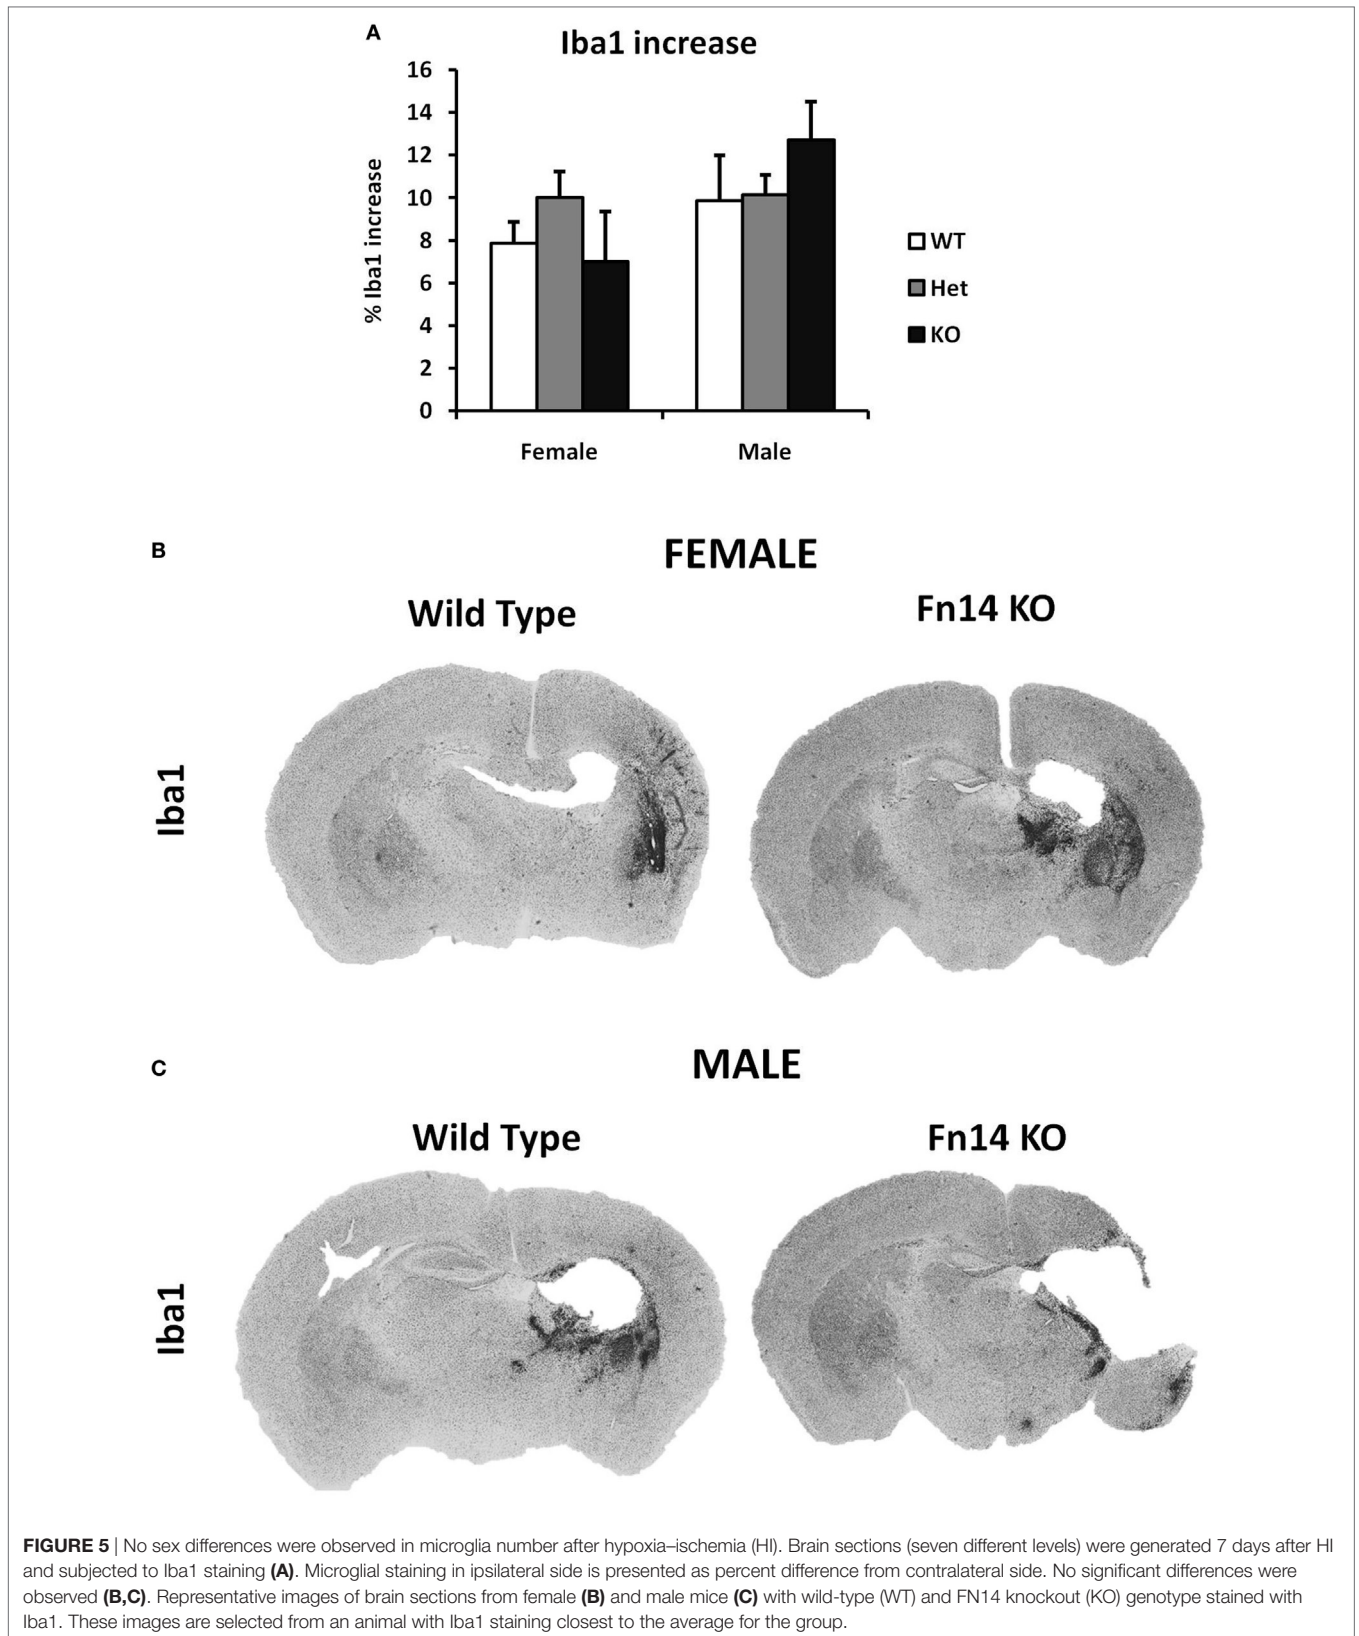 A
Iba1 increase
16
14
12
10
8
6
4
2
0
% Iba1 increase
Female
Male
WT
Het
KO
B
FEMALE
Wild Type
Fn14 KO
Iba1
C
MALE
Wild Type
Fn14 KO
Iba1
FIGURE 5 | No sex differences were observed in microglia number after hypoxia–ischemia (HI). Brain sections (seven different levels) were generated 7 days after HI
and subjected to Iba1 staining (A). Microglial staining in ipsilateral side is presented as percent difference from contralateral side. No significant differences were
observed (B,C). Representative images of brain sections from female (B) and male mice (C) with wild-type (WT) and FN14 knockout (KO) genotype stained with
Iba1. These images are selected from an animal with Iba1 staining closest to the average for the group.